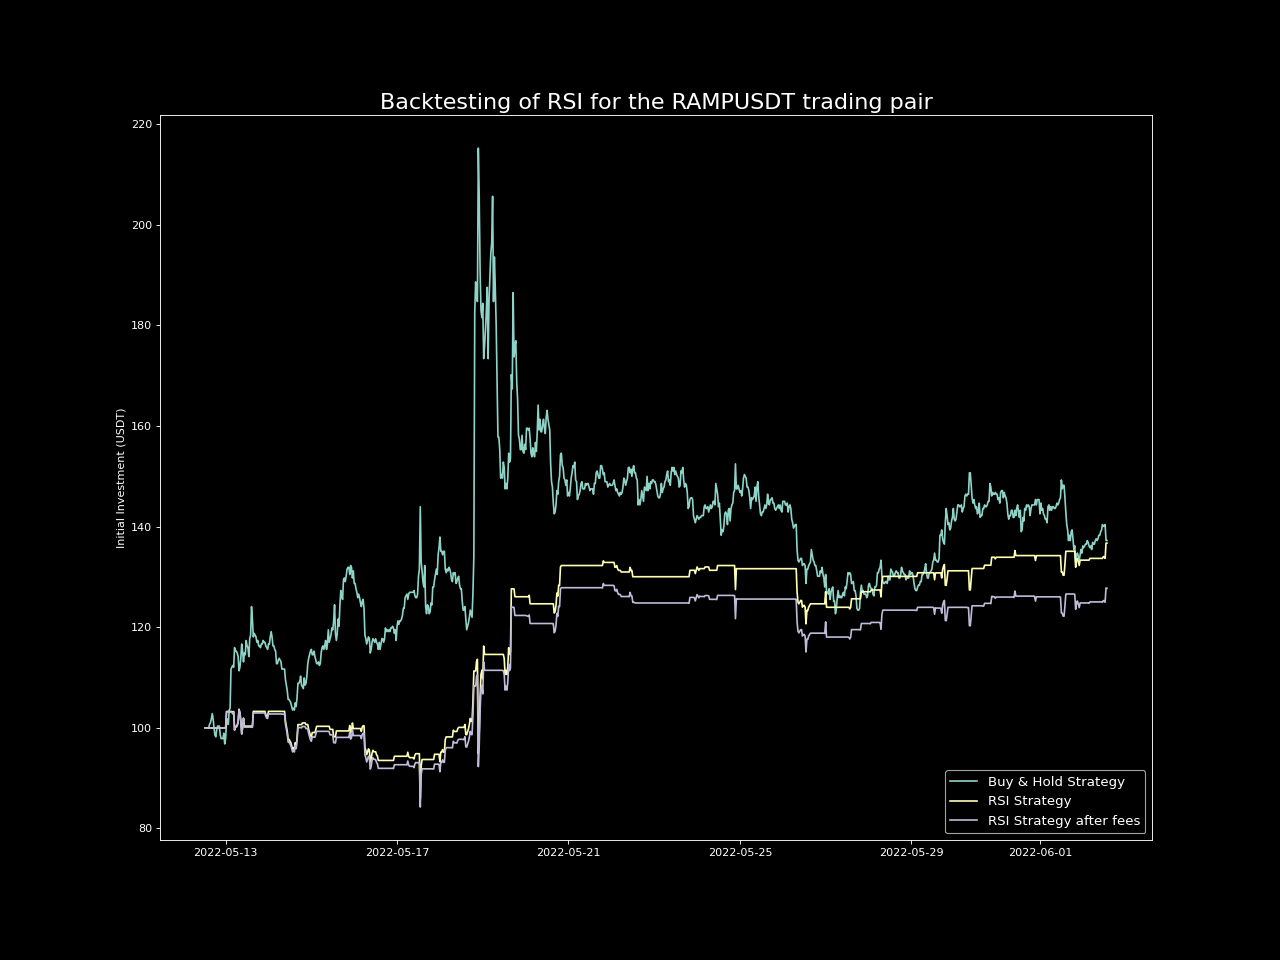 Backtesting of RSI for the RAMPUSDT trading pair
220
200
180
160
140
120
100
80
Initial Investment (USDT)
2022-05-13
2022-05-17
2022-05-21
2022-05-25
2022-05-29
2022-06-01
Buy & Hold Strategy
RSI Strategy
RSI Strategy after fees